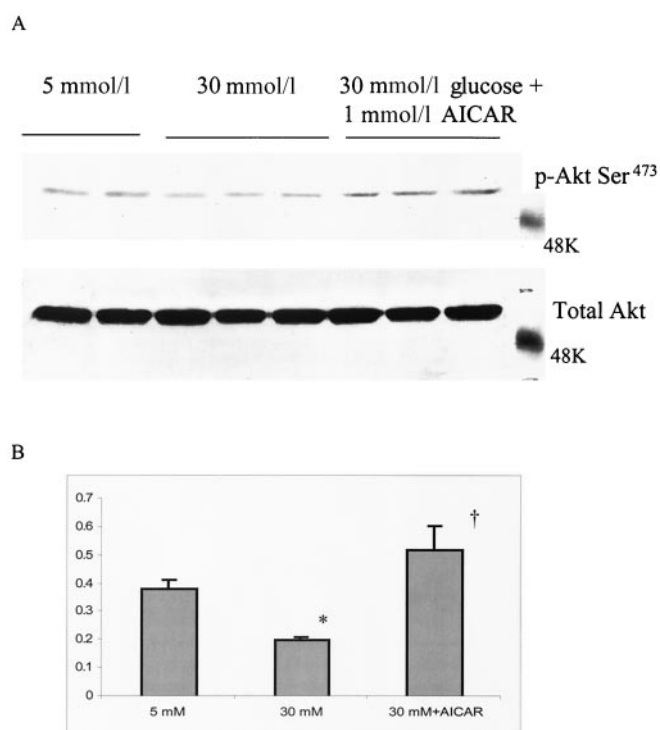 A
5 mmol/l 30 mmol/l 30 mmol/l glucose +
1 mmol/l AICAR
p-Akt Ser473
48K
Total Akt
48K
B
0.7
0.6
0.5
0.4
0.3
0.2
0.1
0
†
*
5 mM 30 mM 30 mM+AICAR